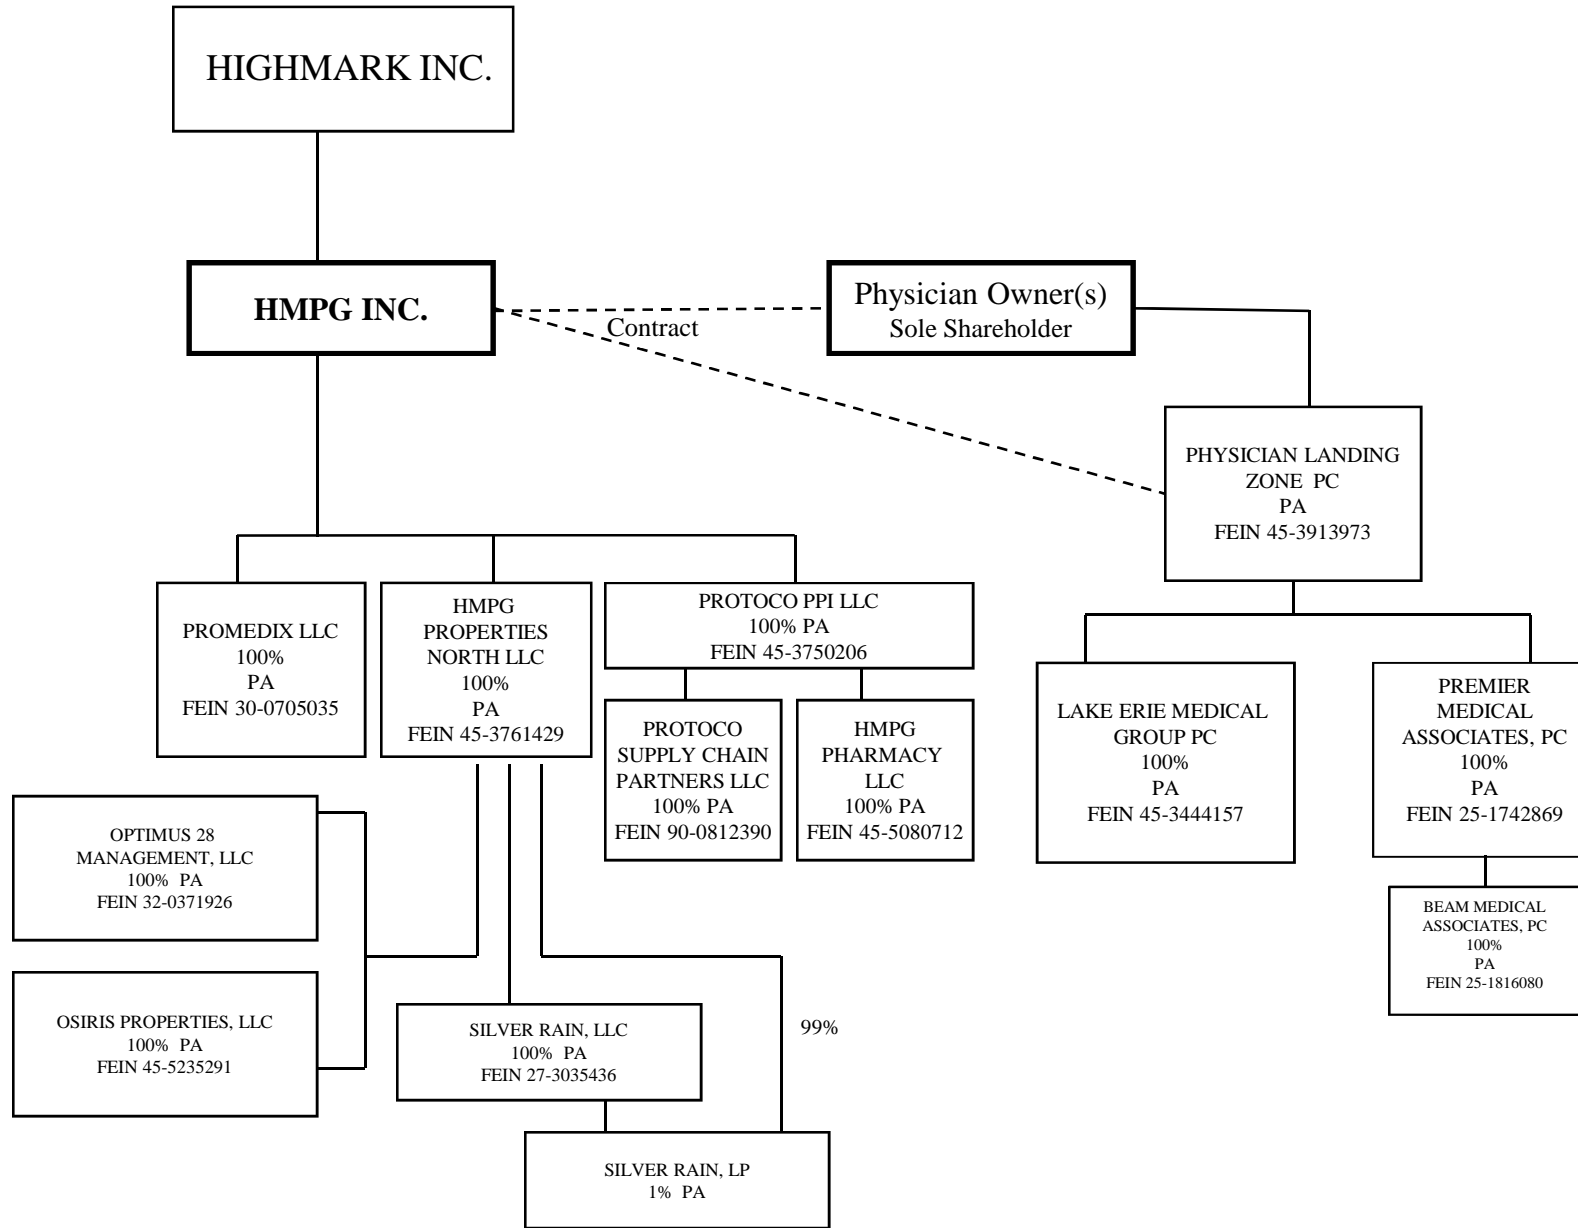 HIGHMARK INC.
HMPG INC.
Contract
Physician Owner(s)
Sole Shareholder
PHYSICIAN LANDING
ZONE PC
PA
FEIN 45-3913973
PROMEDIX LLC
100%
PA
FEIN 30-0705035
HMPG
PROPERTIES
NORTH LLC
100%
PA
FEIN 45-3761429
PROTOCO PPI LLC
100% PA
FEIN 45-3750206
PROTOCO
SUPPLY CHAIN
PARTNERS LLC
100% PA
FEIN 90-0812390
HMPG
PHARMACY
LLC
100% PA
FEIN 45-5080712
LAKE ERIE MEDICAL
GROUP PC
100%
PA
FEIN 45-3444157
PREMIER
MEDICAL
ASSOCIATES, PC
100%
PA
FEIN 25-1742869
OPTIMUS 28
MANAGEMENT, LLC
100% PA
FEIN 32-0371926
BEAM MEDICAL
ASSOCIATES, PC
100%
PA
FEIN 25-1816080
OSIRIS PROPERTIES, LLC
100% PA
FEIN 45-5235291
SILVER RAIN, LLC
100% PA
FEIN 27-3035436
99%
SILVER RAIN, LP
1% PA